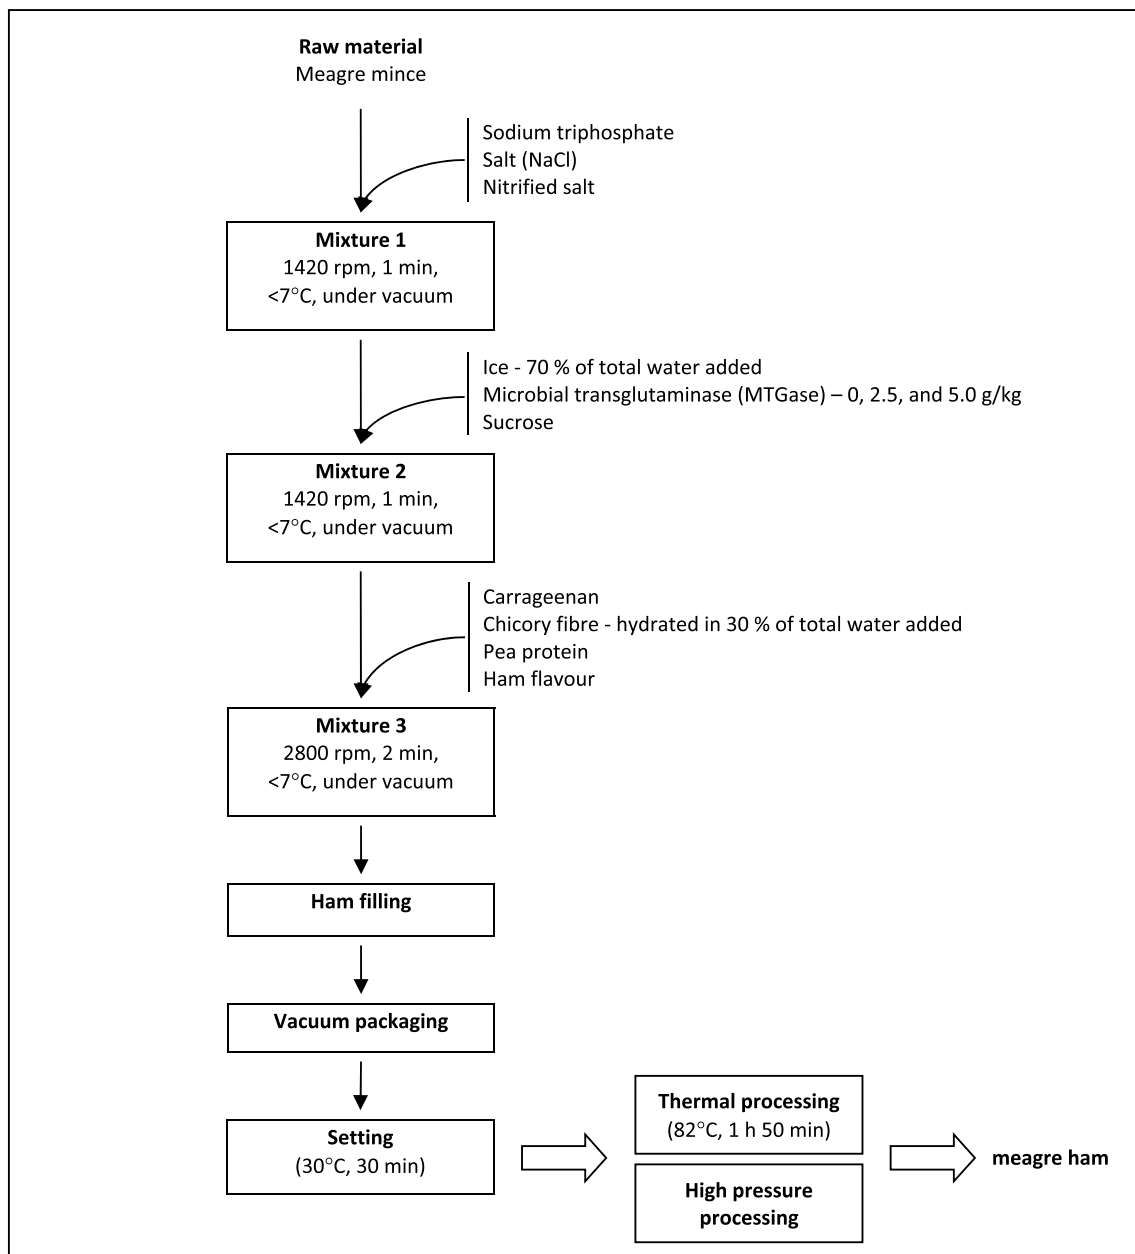 Raw material
Meagre mince
Sodium triphosphate
Salt (NaCl)
Nitrified salt
Mixture 1
1420 rpm, 1 min,
<7°C, under vacuum
Ice - 70 % of total water added
Microbial transglutaminase (MTGase) – 0, 2.5, and 5.0 g/kg
Sucrose
Mixture 2
1420 rpm, 1 min,
<7°C, under vacuum
Carrageenan
Chicory fibre - hydrated in 30 % of total water added
Pea protein
Ham flavour
Mixture 3
2800 rpm, 2 min,
<7°C, under vacuum
Ham filling
Vacuum packaging
Setting
(30°C, 30 min)
Thermal processing
(82°C, 1 h 50 min)
High pressure
processing
meagre ham